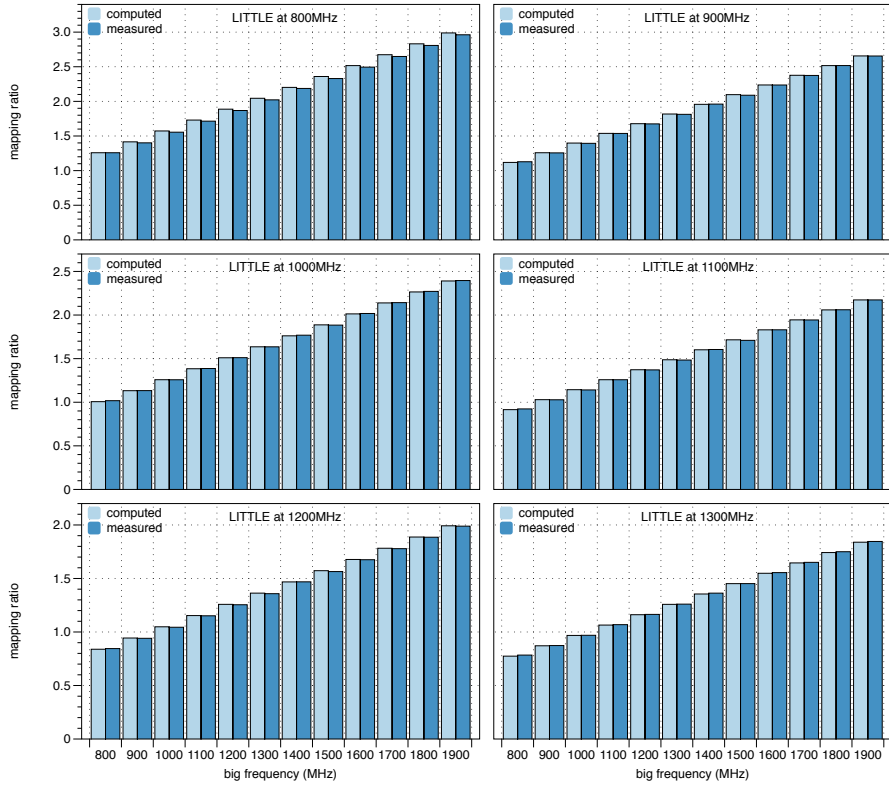 computed
measured
LITTLE at 800MHz
mapping ratio
3.0
2.5
2.0
1.5
1.0
0.5
0
computed
measured
LITTLE at 900MHz
computed
measured
LITTLE at 1000MHz
mapping ratio
2.5
2.0
1.5
1.0
0.5
0
computed
measured
LITTLE at 1100MHz
computed
measured
LITTLE at 1200MHz
mapping ratio
2.0
1.5
1.0
0.5
0
800 900 1000 1100 1200 1300 1400 1500 1600 1700 1800 1900
big frequency (MHz)
computed
measured
LITTLE at 1300MHz
800 900 1000 1100 1200 1300 1400 1500 1600 1700 1800 1900
big frequency (MHz)